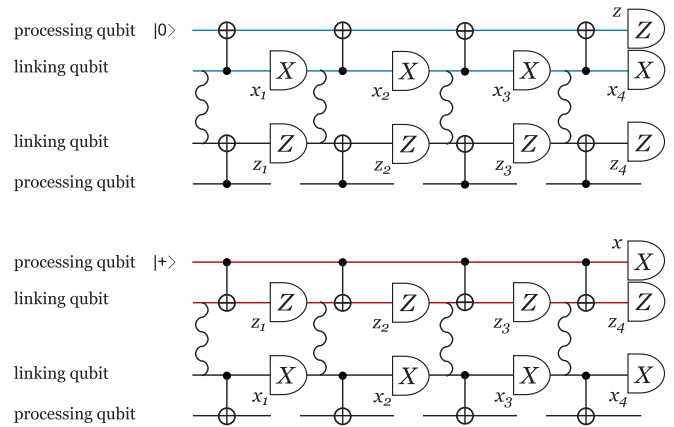 z
processing qubit |0> Z
linking qubit X X X X
x1 x2 x3 x4
linking qubit Z Z Z Z
z1 z2 z3 z4
processing qubit
x
processing qubit |+> X
linking qubit Z Z Z Z
z1 z2 z3 z4
linking qubit X X X X
x1 x2 x3 x4
processing qubit